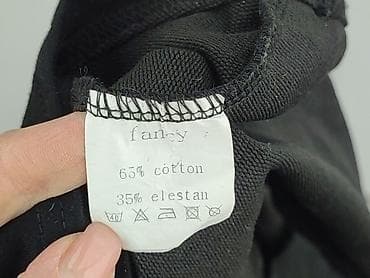 fancy
65% cotton
35% elestan